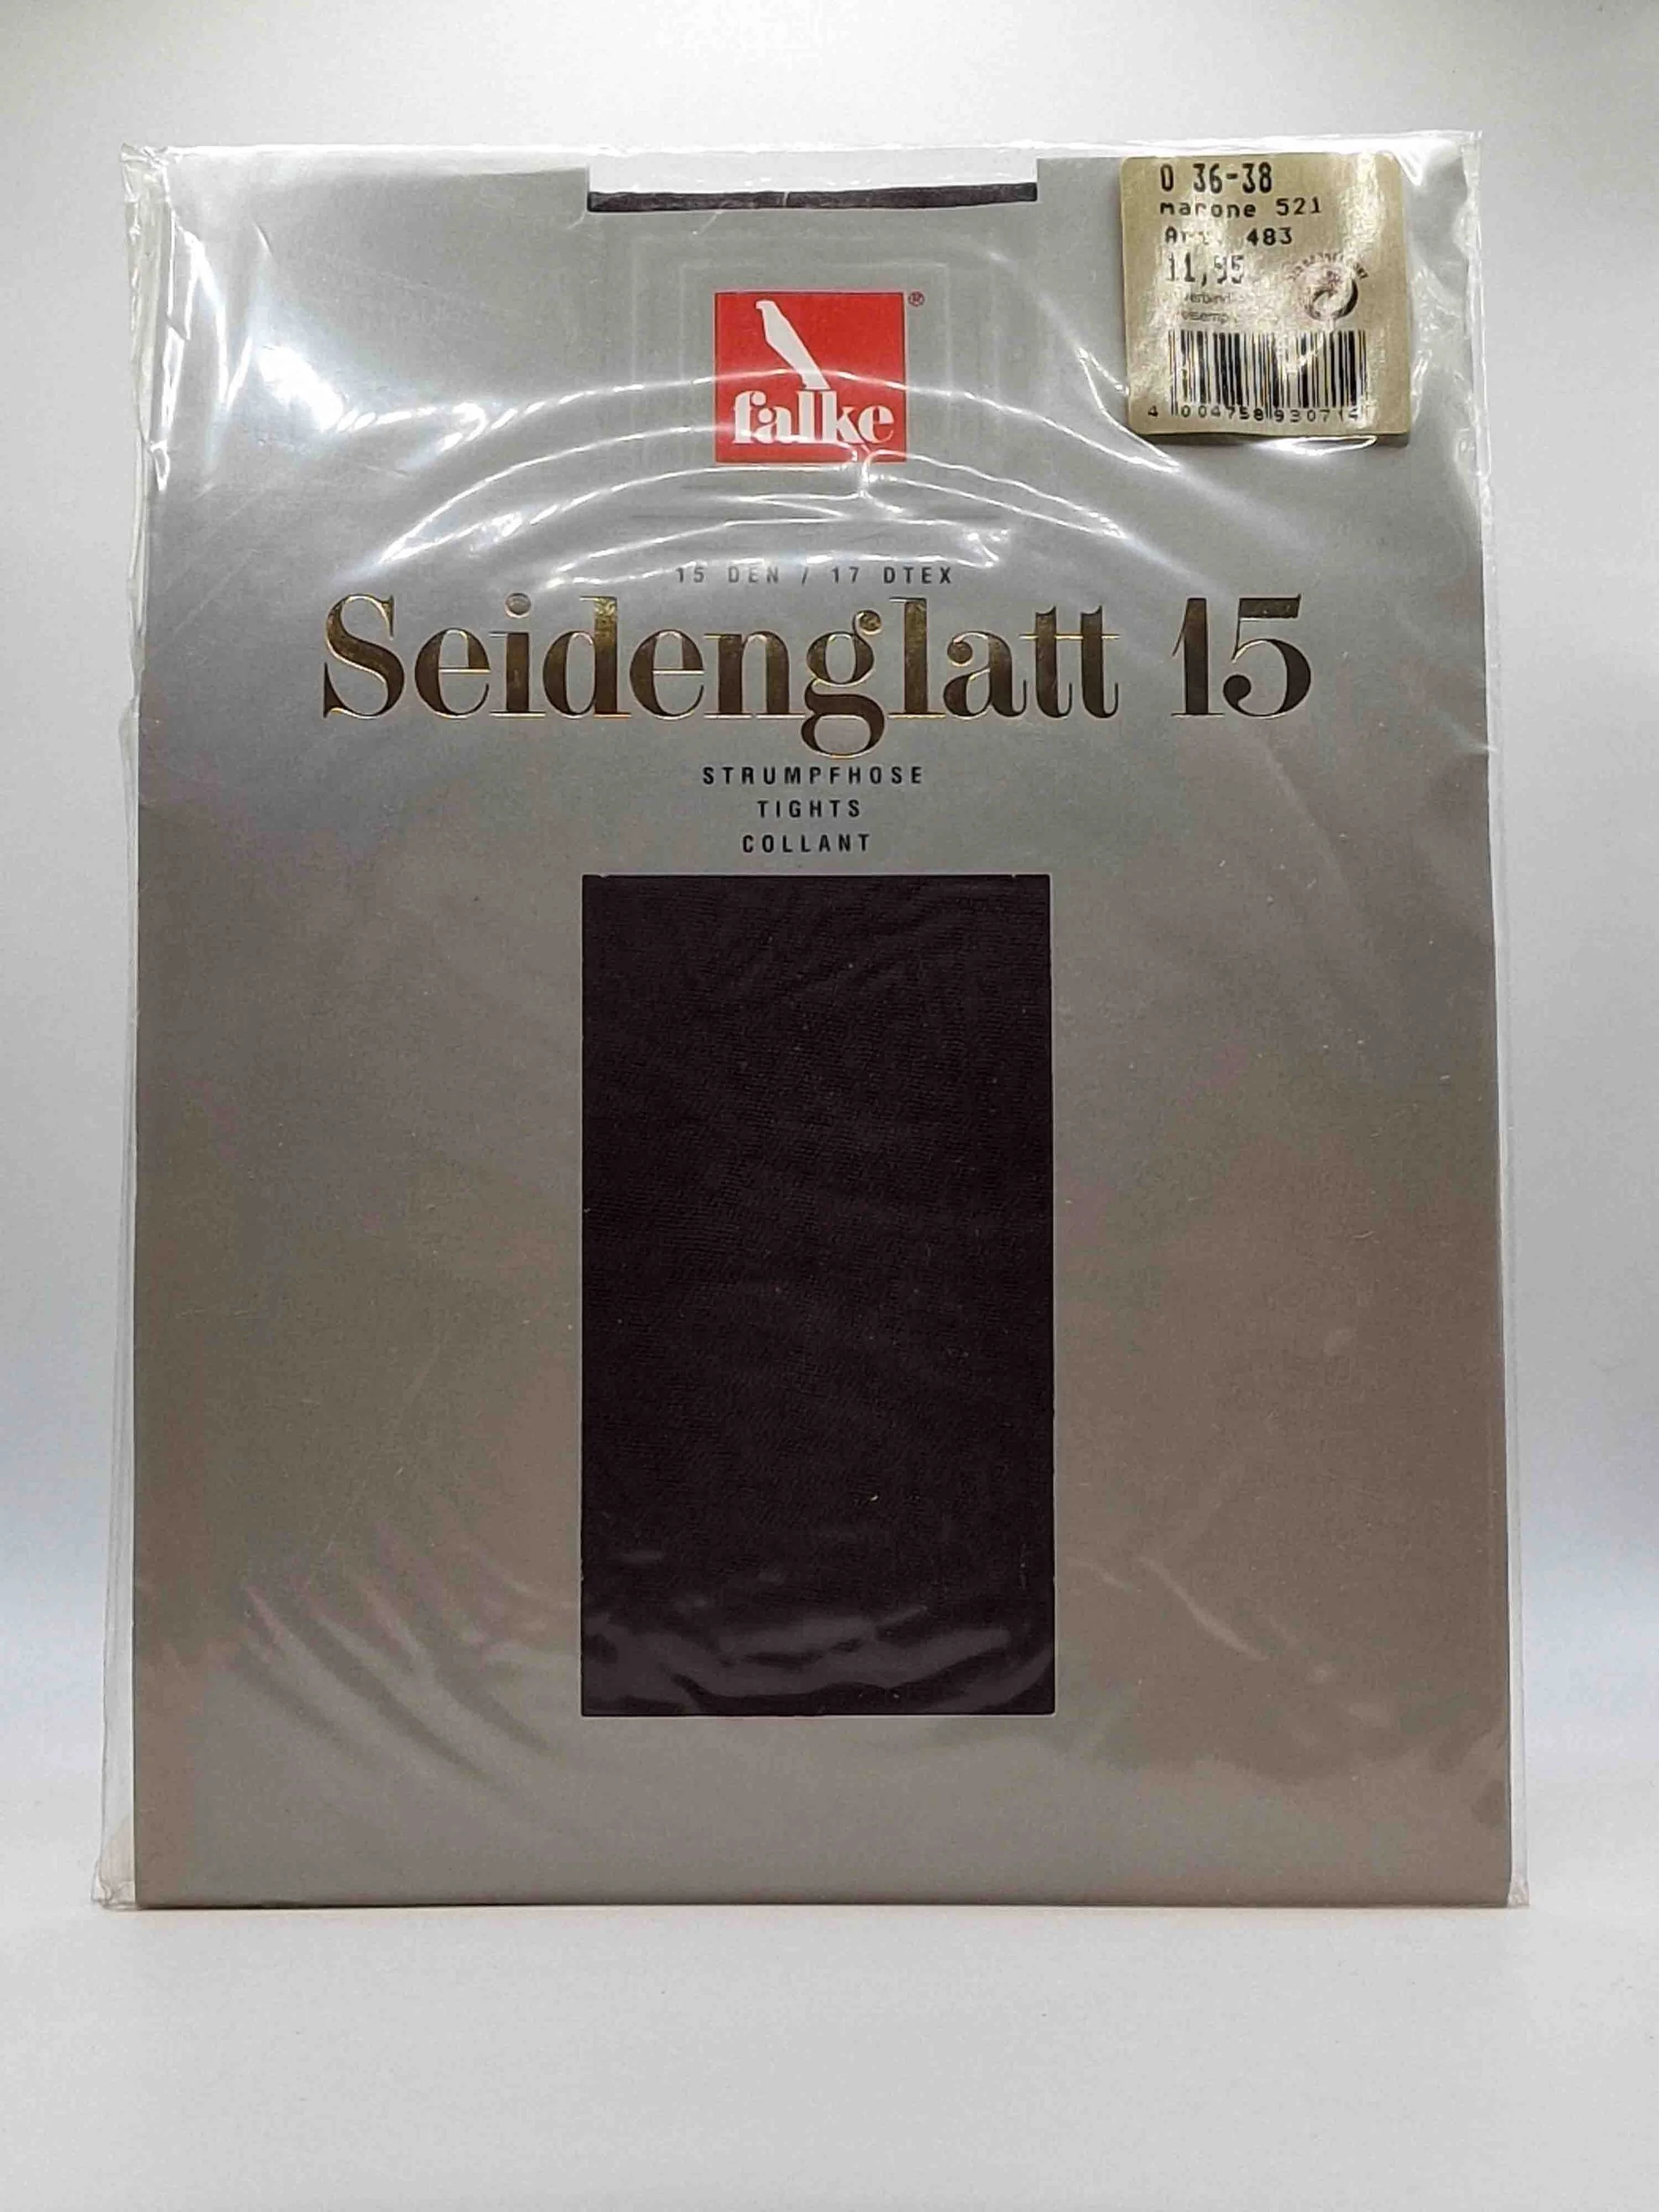 0 36-38
marone 521
Art. 483
11,95
4 004758 930714
falke
®
15 DEN / 17 DTEX
Seidenglatt 15
STRUMPFHOSE
TIGHTS
COLLANT